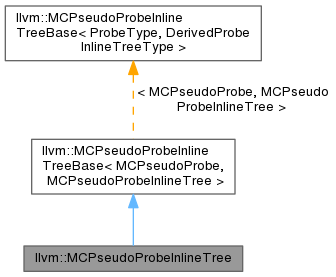 llvm::MCPseudoProbeInline
TreeBase< ProbeType, DerivedProbe
InlineTreeType >
< MCPseudoProbe, MCPseudo
ProbeInlineTree >
llvm::MCPseudoProbeInline
TreeBase< MCPseudoProbe,
MCPseudoProbeInlineTree >
llvm::MCPseudoProbeInlineTree